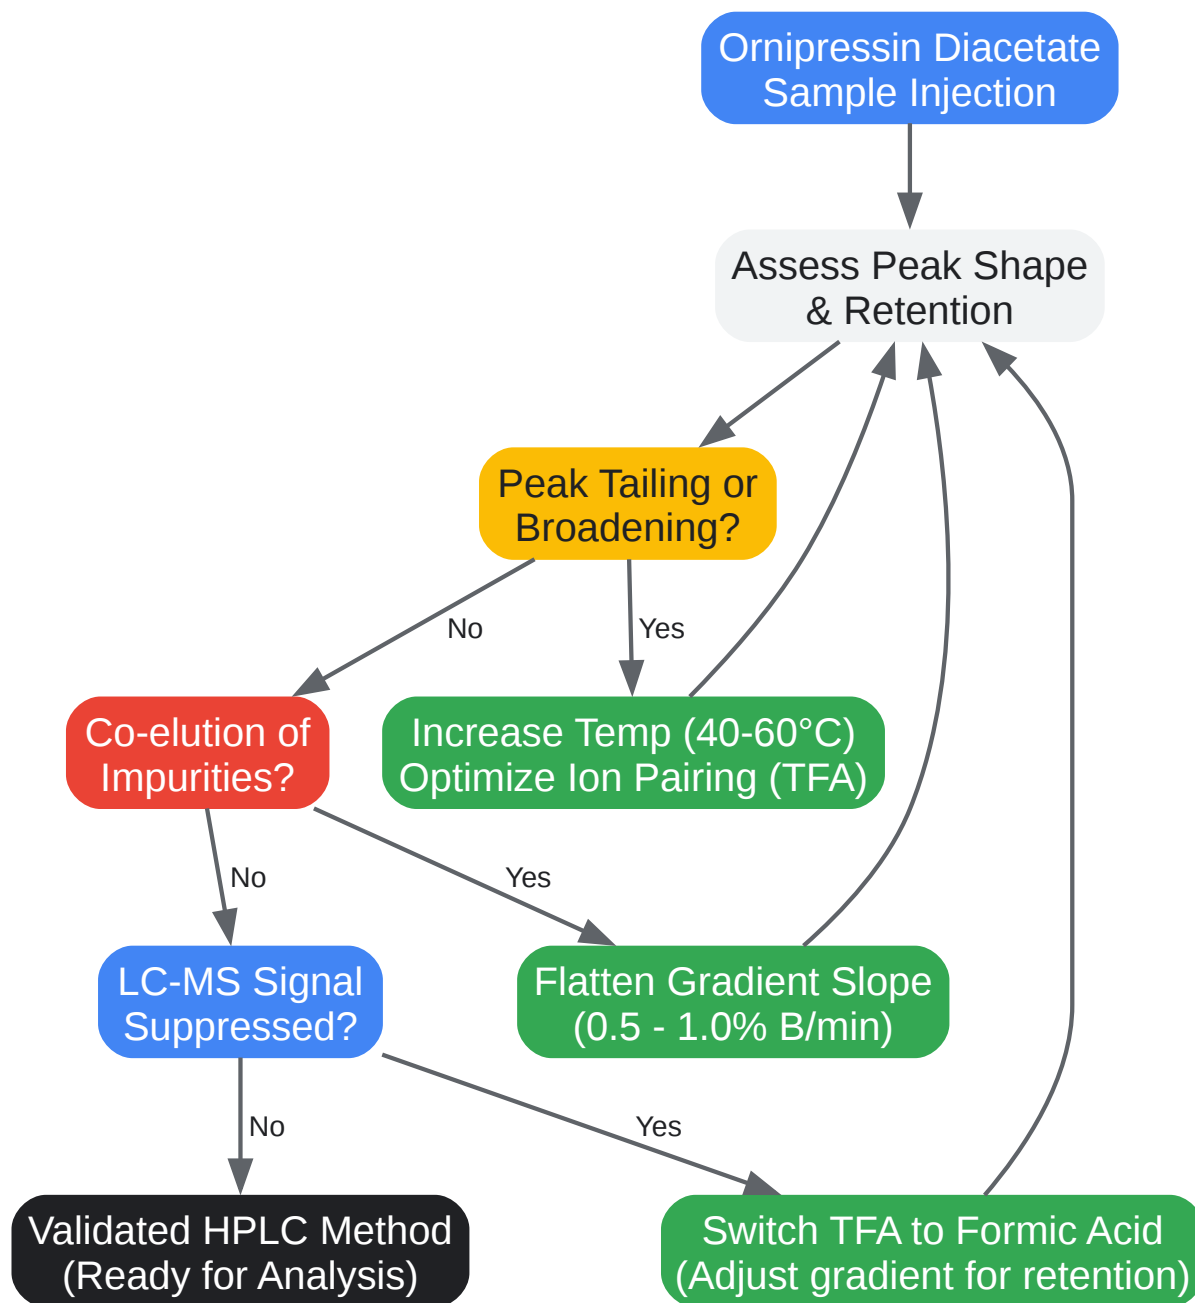 Ornipressin Diacetate
Sample Injection
Assess Peak Shape
& Retention
Peak Tailing or
Broadening?
No
Yes
Co-elution of
Impurities?
Increase Temp (40-60°C)
Optimize Ion Pairing (TFA)
No
Yes
LC-MS Signal
Suppressed?
Flatten Gradient Slope
(0.5 - 1.0% B/min)
No
Yes
Validated HPLC Method
(Ready for Analysis)
Switch TFA to Formic Acid
(Adjust gradient for retention)